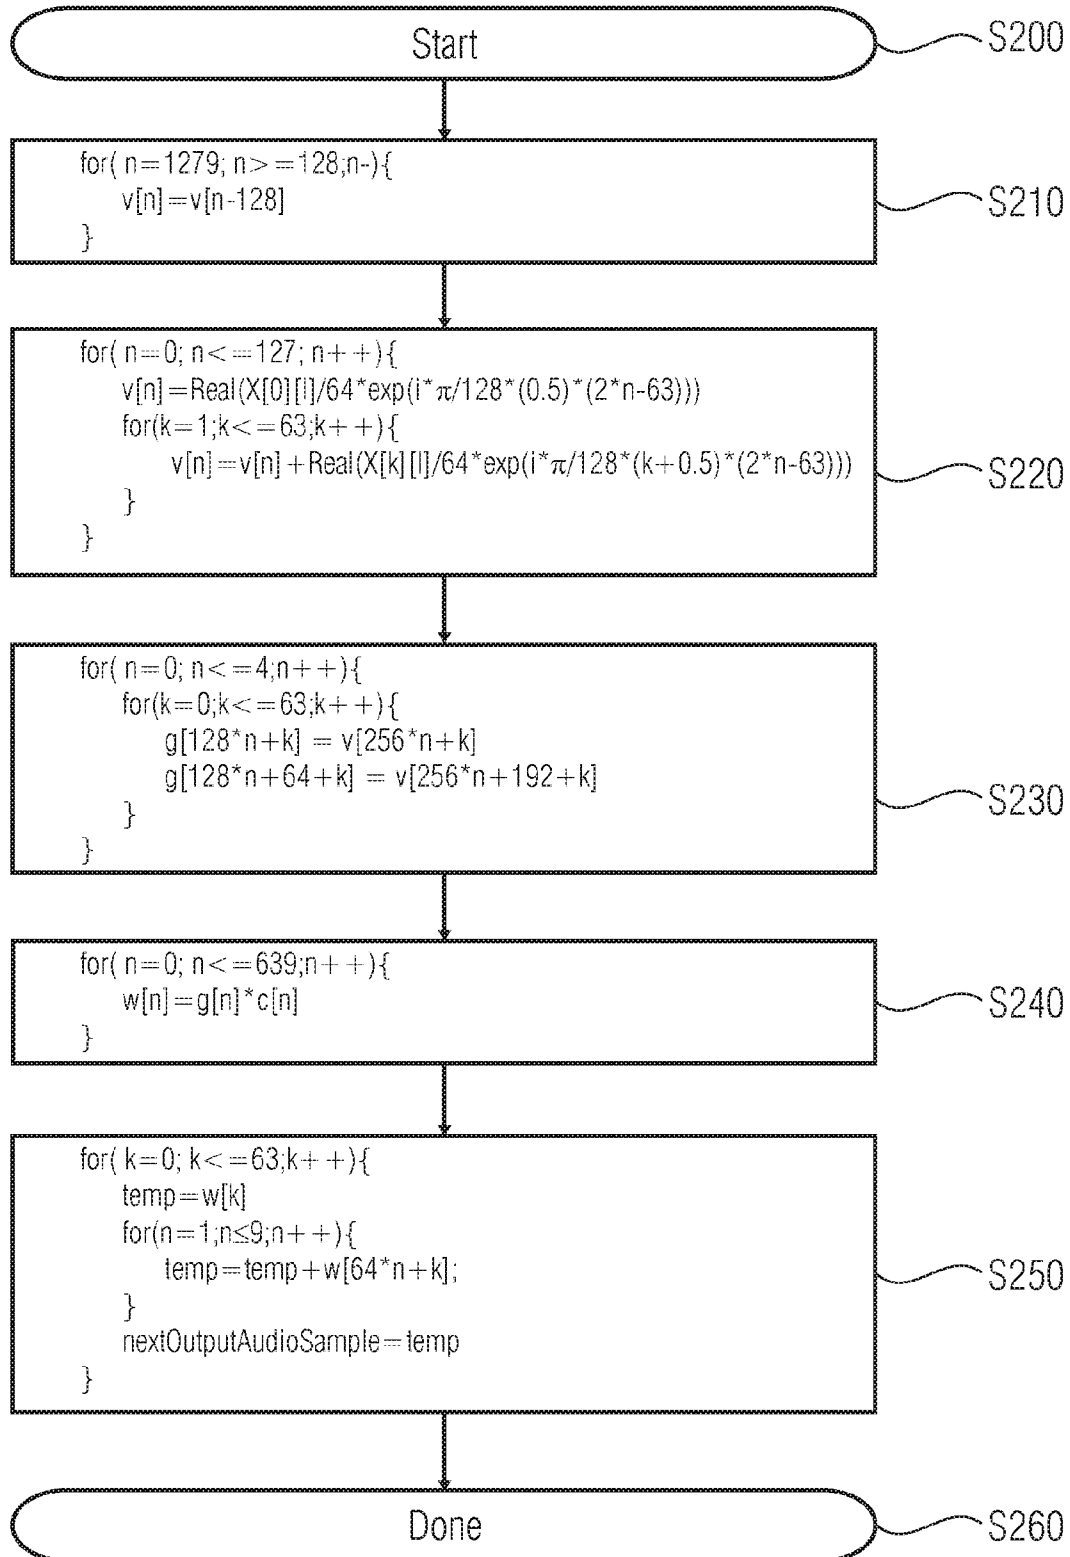 Start
S200
for( n=1279; n>=128;n-){
v[n]=v[n-128]
}
S210
for( n=0; n<=127; n++){
v[n]=Real(X[0][l]/64*exp(i*π/128*(0.5)*(2*n-63)))
for(k=1;k<=63;k++){
v[n]=v[n]+Real(X[k][l]/64*exp(i*π/128*(k+0.5)*(2*n-63)))
}
}
S220
for( n=0; n<=4;n++){
for(k=0;k<=63;k++){
g[128*n+k] = v[256*n+k]
g[128*n+64+k] = v[256*n+192+k]
}
}
S230
for( n=0; n<=639;n++){
w[n]=g[n]*c[n]
}
S240
for( k=0; k<=63;k++){
temp=w[k]
for(n=1;n≤9;n++){
temp=temp+w[64*n+k];
}
nextOutputAudioSample=temp
}
S250
Done
S260